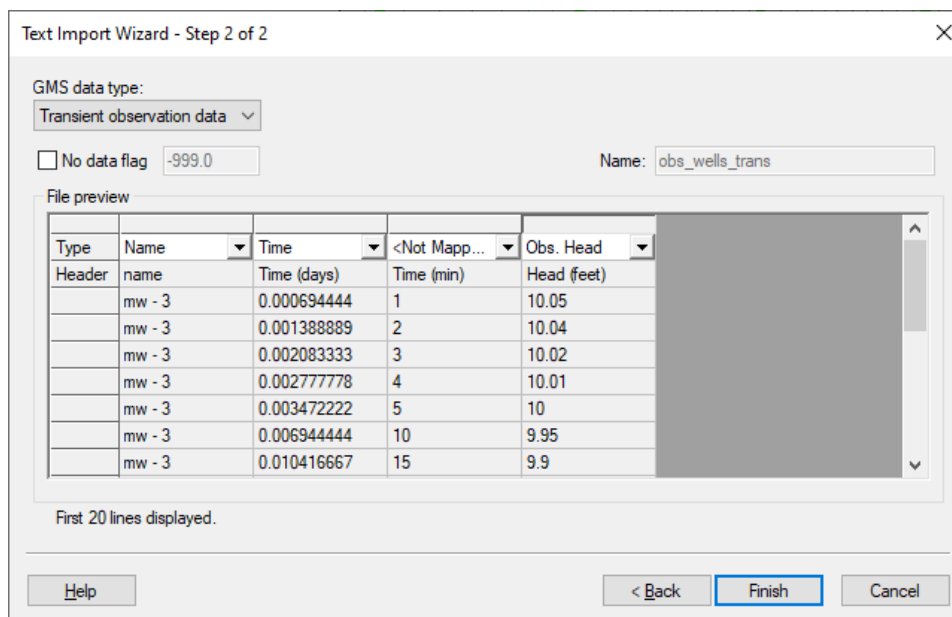 Text Import Wizard - Step 2 of 2
GMS data type:
Transient observation data
No data flag -999.0 Name: obs_wells_trans
File preview
Type Name Time <Not Mapp... Obs. Head
Header name Time (days) Time (min) Head (feet)
mw - 3 0.000694444 1 10.05
mw - 3 0.001388889 2 10.04
mw - 3 0.002083333 3 10.02
mw - 3 0.002777778 4 10.01
mw - 3 0.003472222 5 10
mw - 3 0.006944444 10 9.95
mw - 3 0.010416667 15 9.9
First 20 lines displayed.
Help < Back Finish Cancel